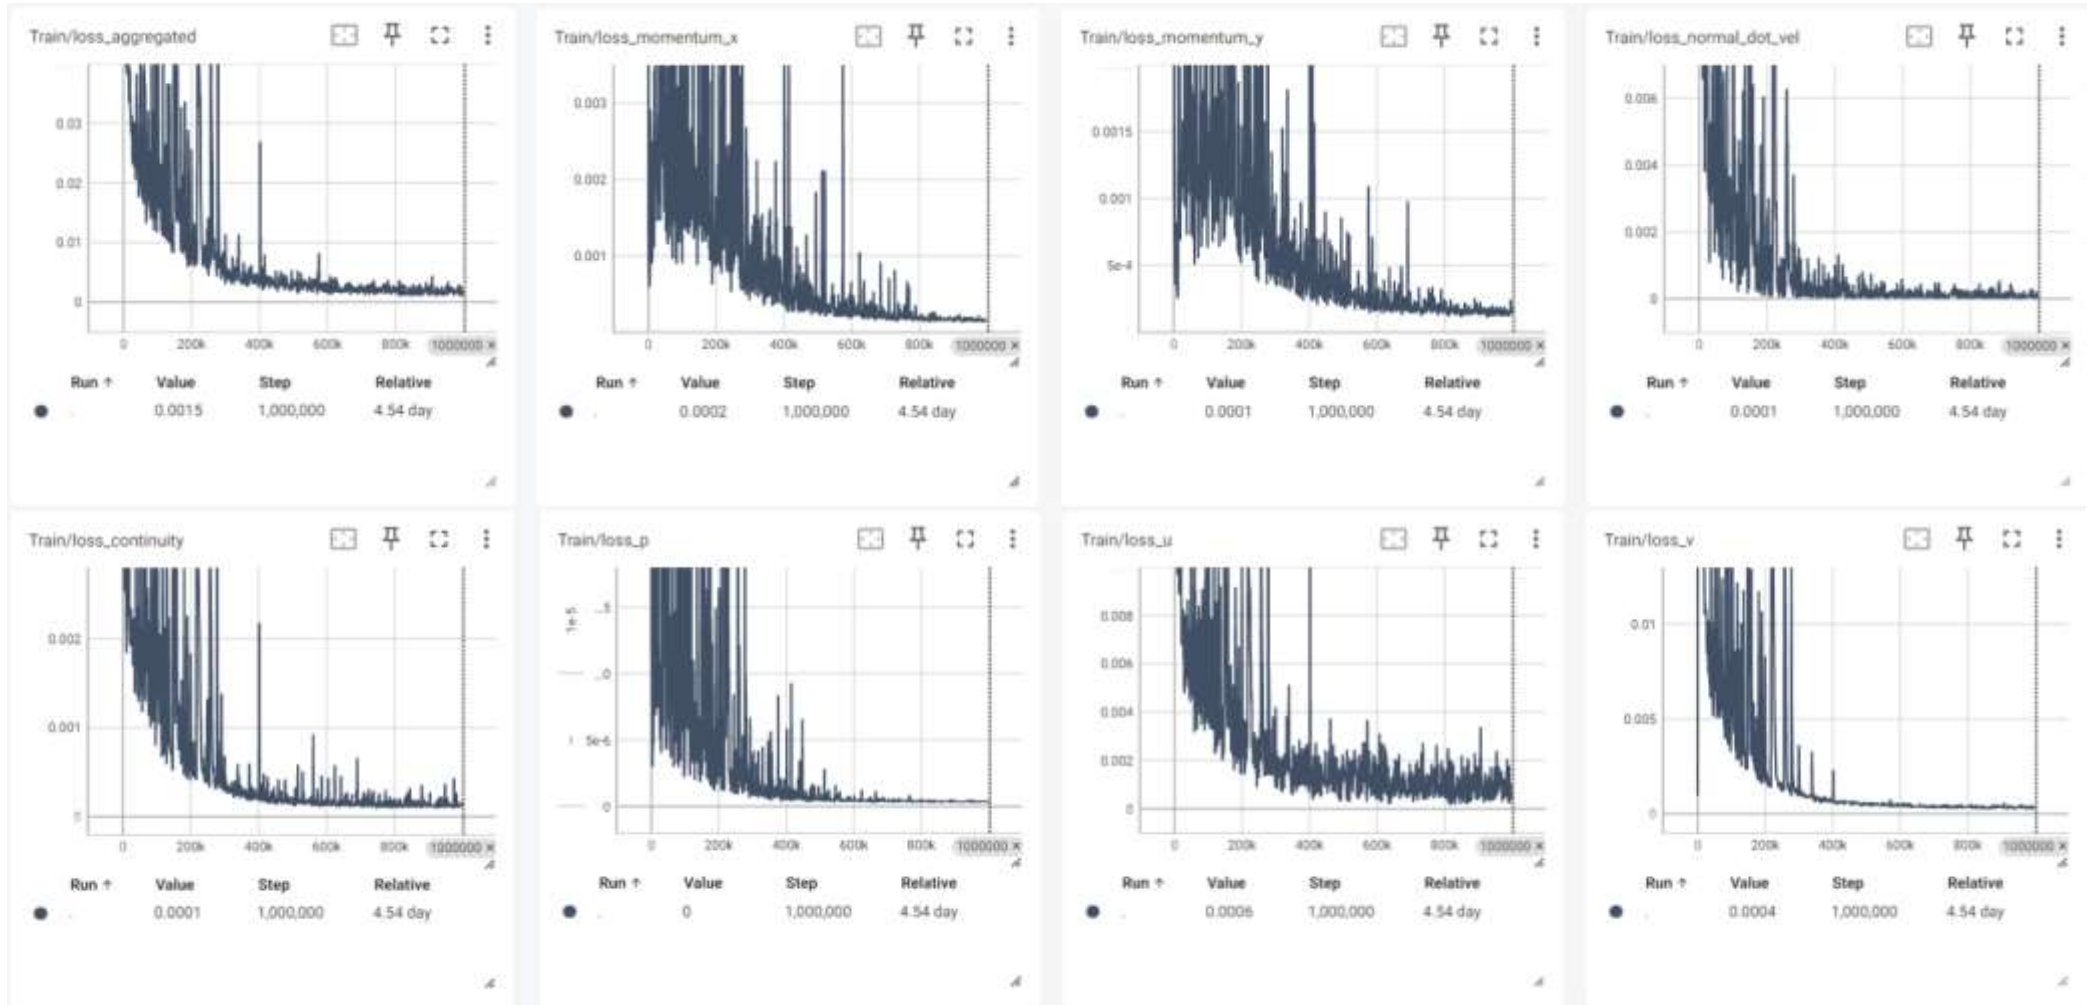 Train/loss_aggregated
0.03
0.02
0.01
0
0 200k 400k 600k 800k 1000000 ×
Run ↑ Value Step Relative
. 0.0015 1,000,000 4.54 day
Train/loss_momentum_x
0.003
0.002
0.001
0 200k 400k 600k 800k 1000000 ×
Run ↑ Value Step Relative
. 0.0002 1,000,000 4.54 day
Train/loss_momentum_y
0.0015
0.001
5e-4
0 200k 400k 600k 800k 1000000 ×
Run ↑ Value Step Relative
. 0.0001 1,000,000 4.54 day
Train/loss_normal_dot_vel
0.006
0.004
0.002
0
0 200k 400k 600k 800k 1000000 ×
Run ↑ Value Step Relative
. 0.0001 1,000,000 4.54 day
Train/loss_continuity
0.002
0.001
0
0 200k 400k 600k 800k 1000000 ×
Run ↑ Value Step Relative
. 0.0001 1,000,000 4.54 day
Train/loss_p
1e-5
...5
...0
5e-6
0
0 200k 400k 600k 800k 1000000 ×
Run ↑ Value Step Relative
. 0 1,000,000 4.54 day
Train/loss_u
0.008
0.006
0.004
0.002
0
0 200k 400k 600k 800k 1000000 ×
Run ↑ Value Step Relative
. 0.0006 1,000,000 4.54 day
Train/loss_v
0.01
0.005
0
0 200k 400k 600k 800k 1000000 ×
Run ↑ Value Step Relative
. 0.0004 1,000,000 4.54 day